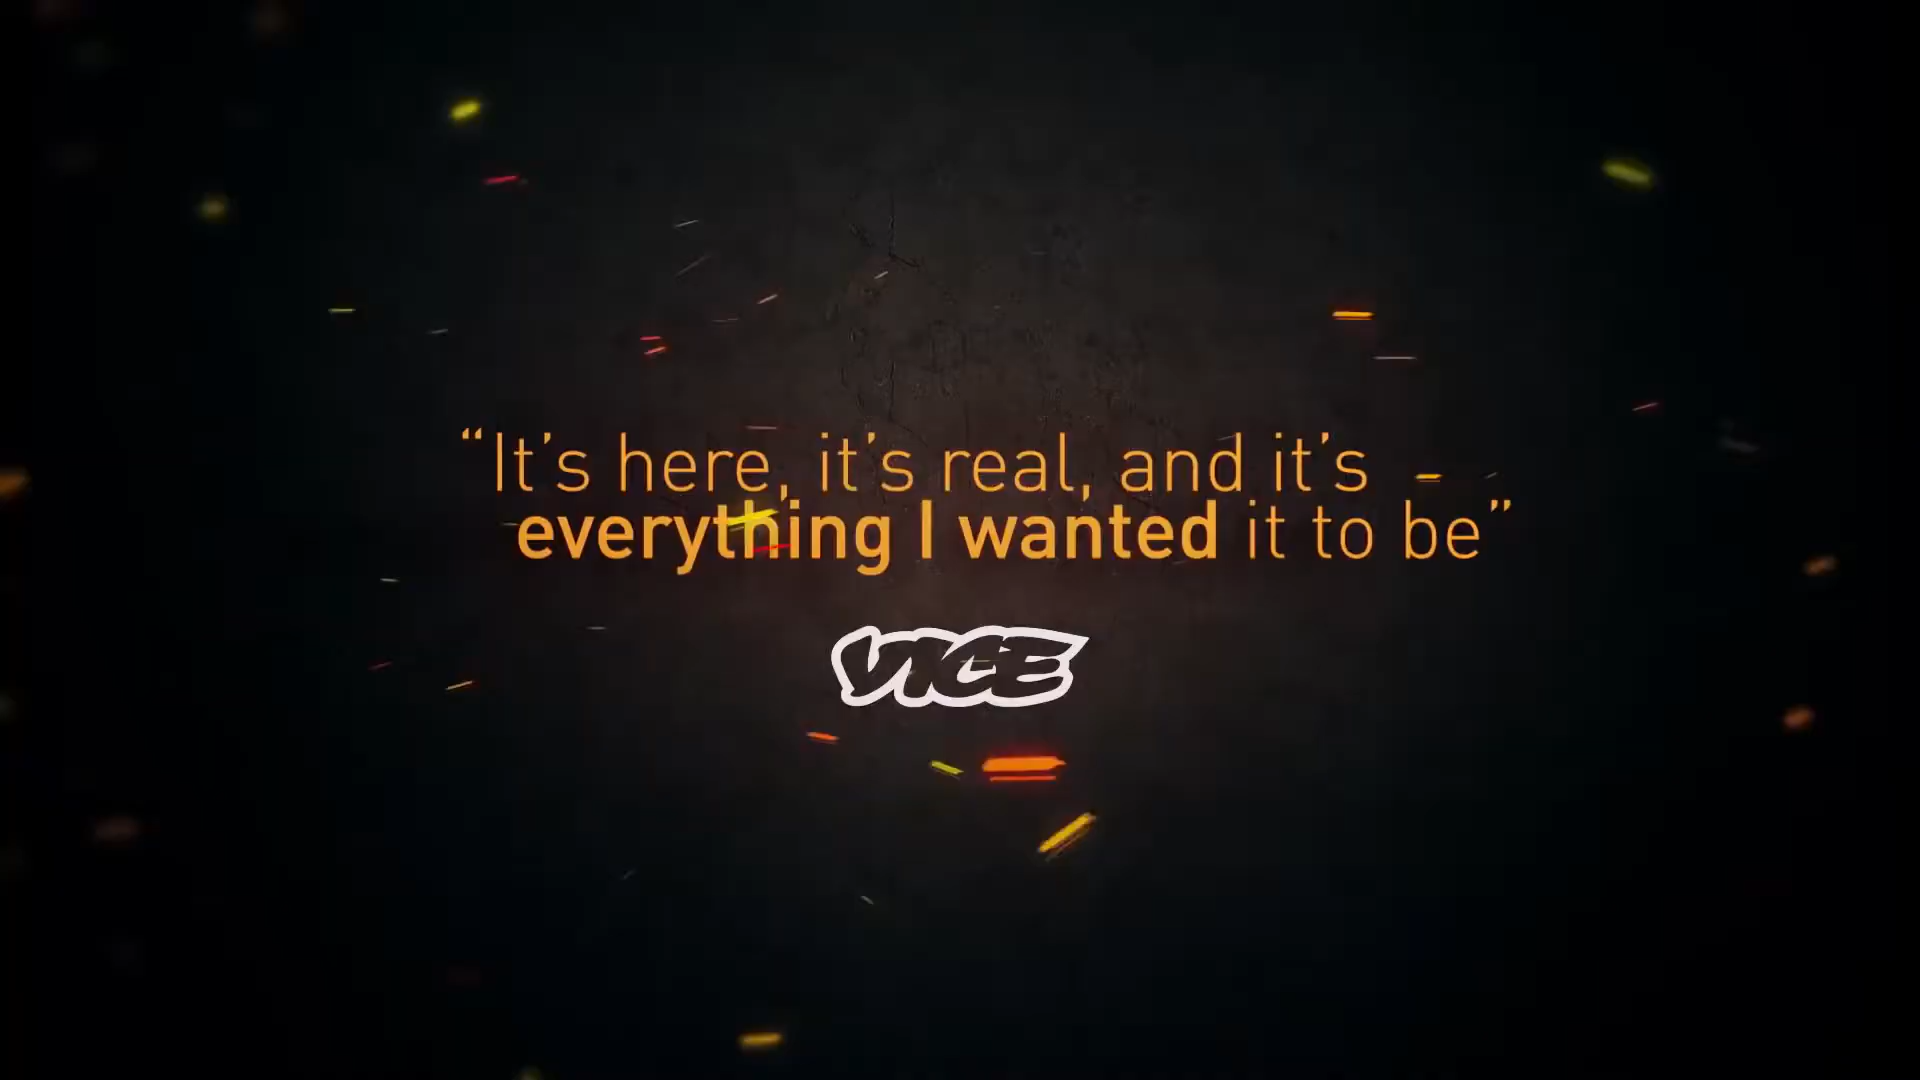 “It’s here, it’s real, and it’s
everything I wanted it to be”
VICE